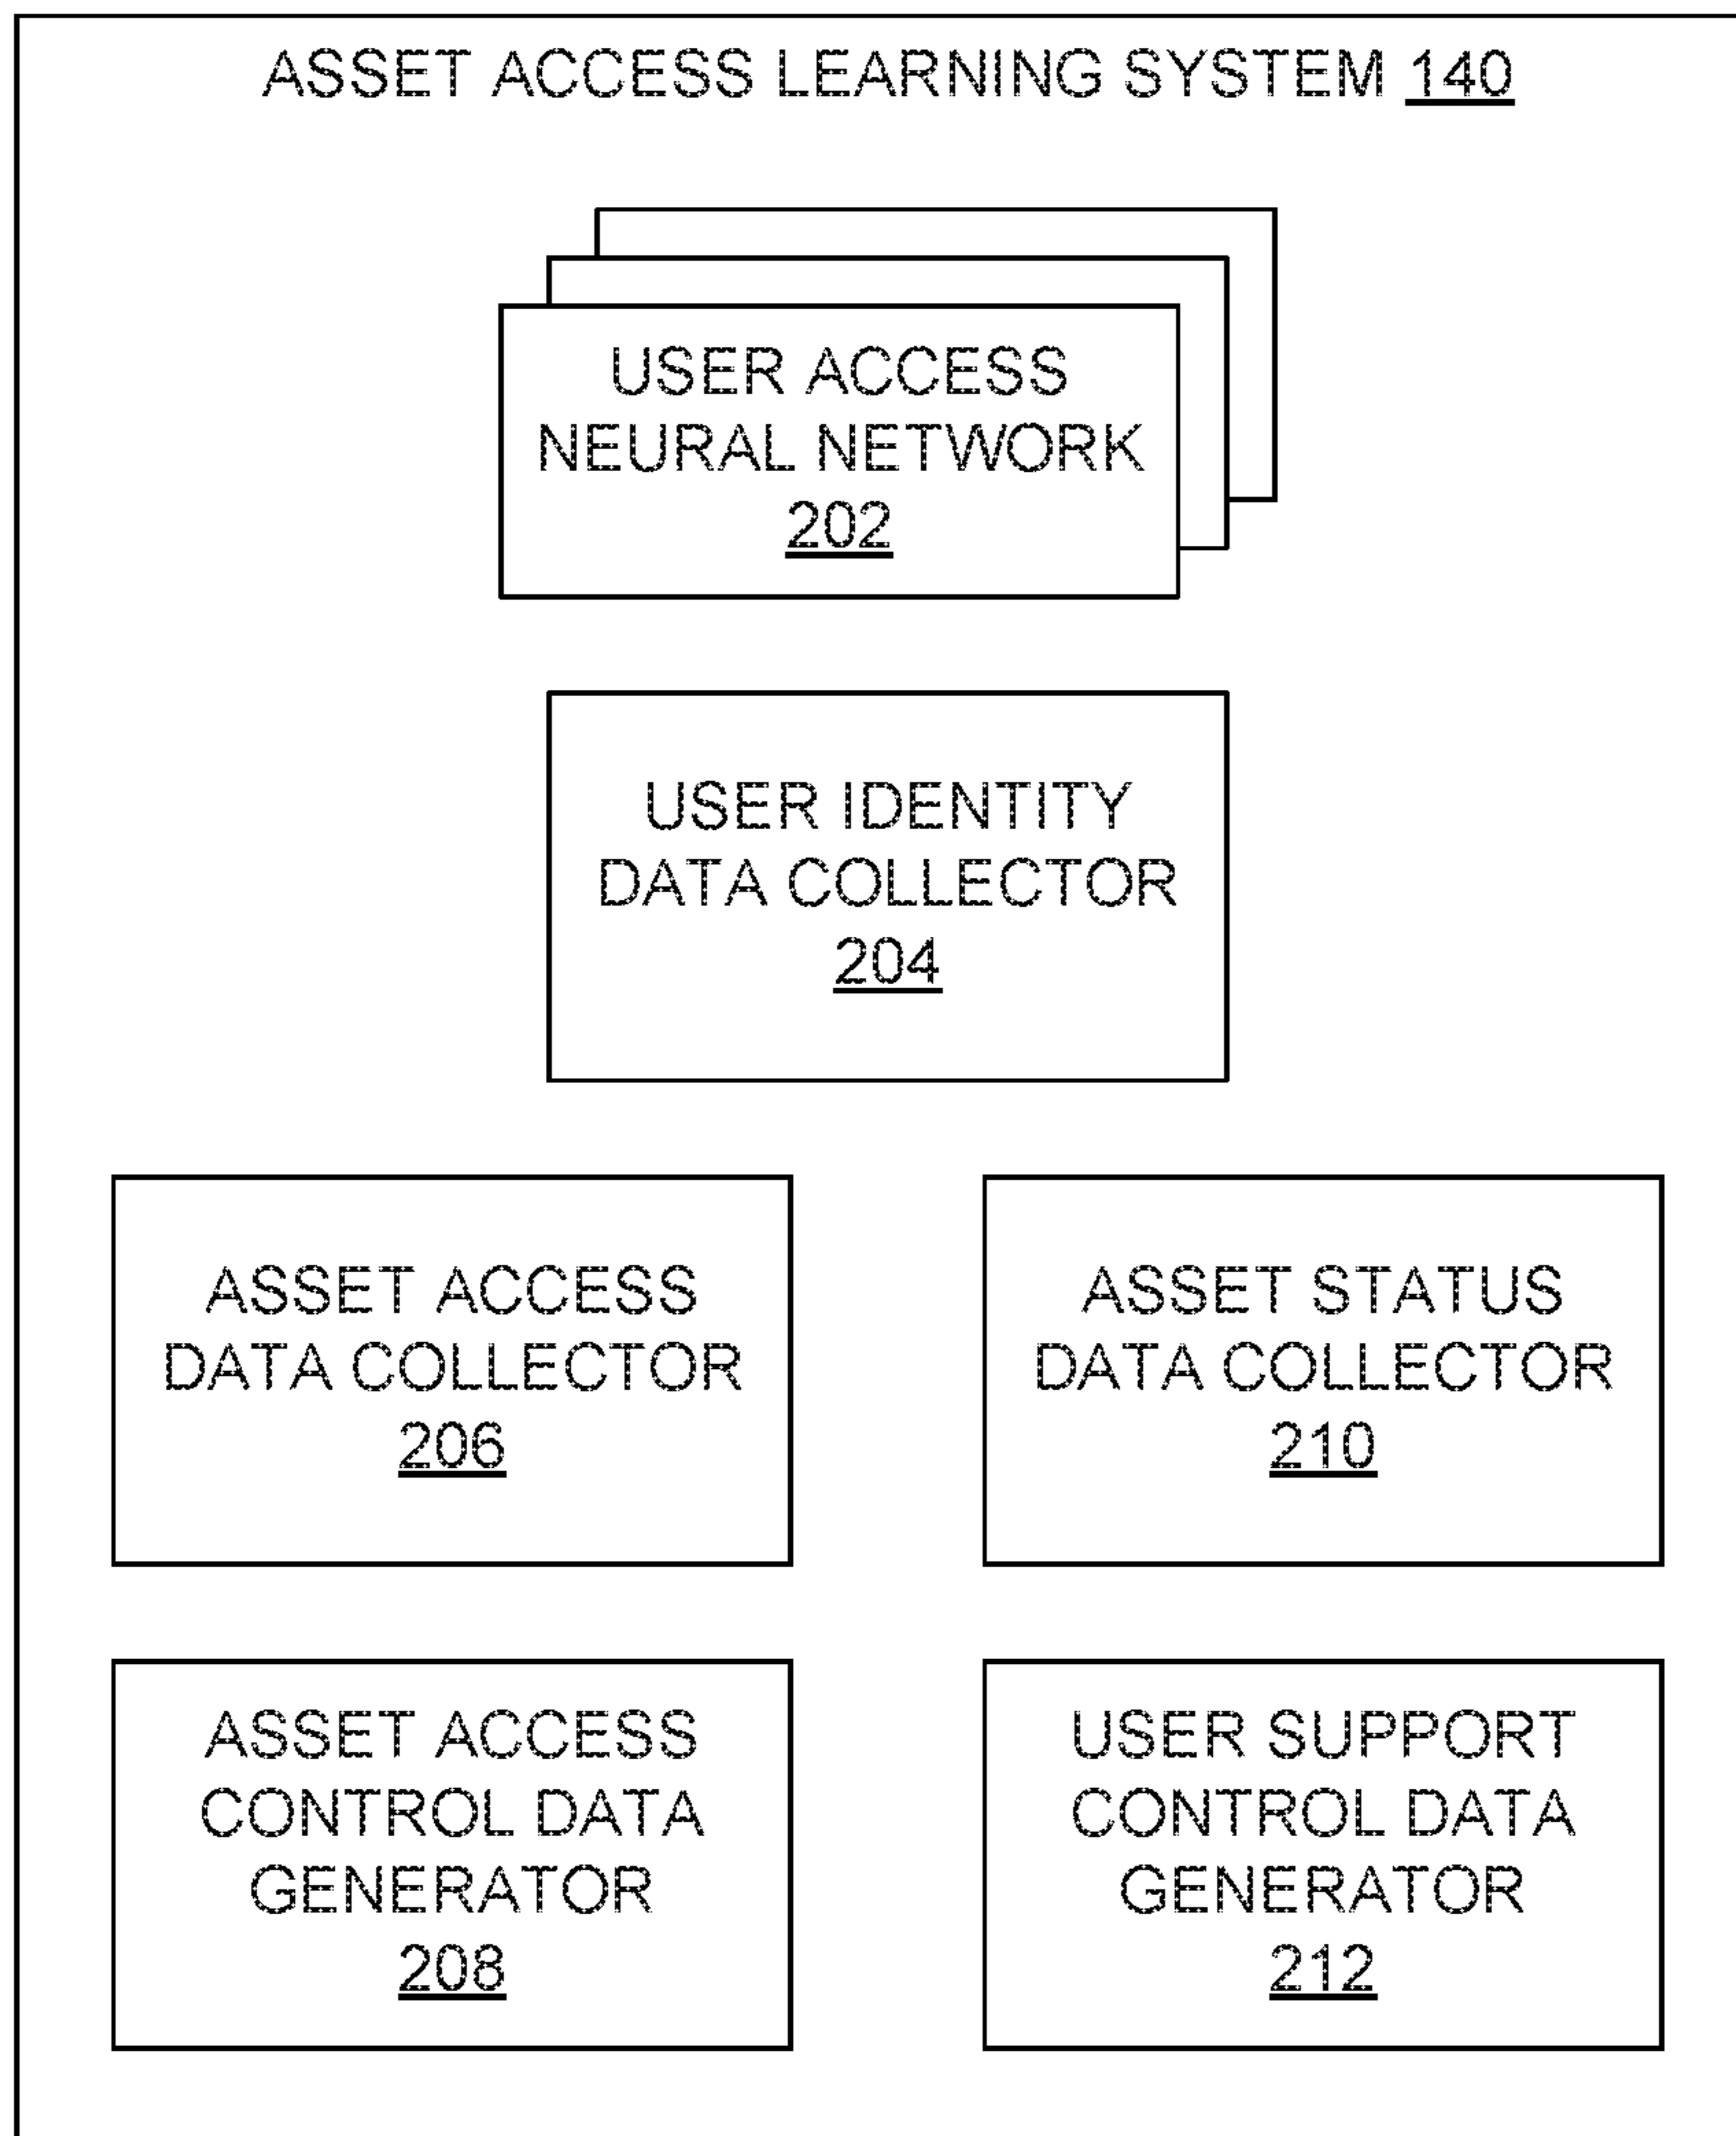 ASSET ACCESS LEARNING SYSTEM 140
USER ACCESS
NEURAL NETWORK
202
USER IDENTITY
DATA COLLECTOR
204
ASSET ACCESS
DATA COLLECTOR
206
ASSET STATUS
DATA COLLECTOR
210
ASSET ACCESS
CONTROL DATA
GENERATOR
208
USER SUPPORT
CONTROL DATA
GENERATOR
212